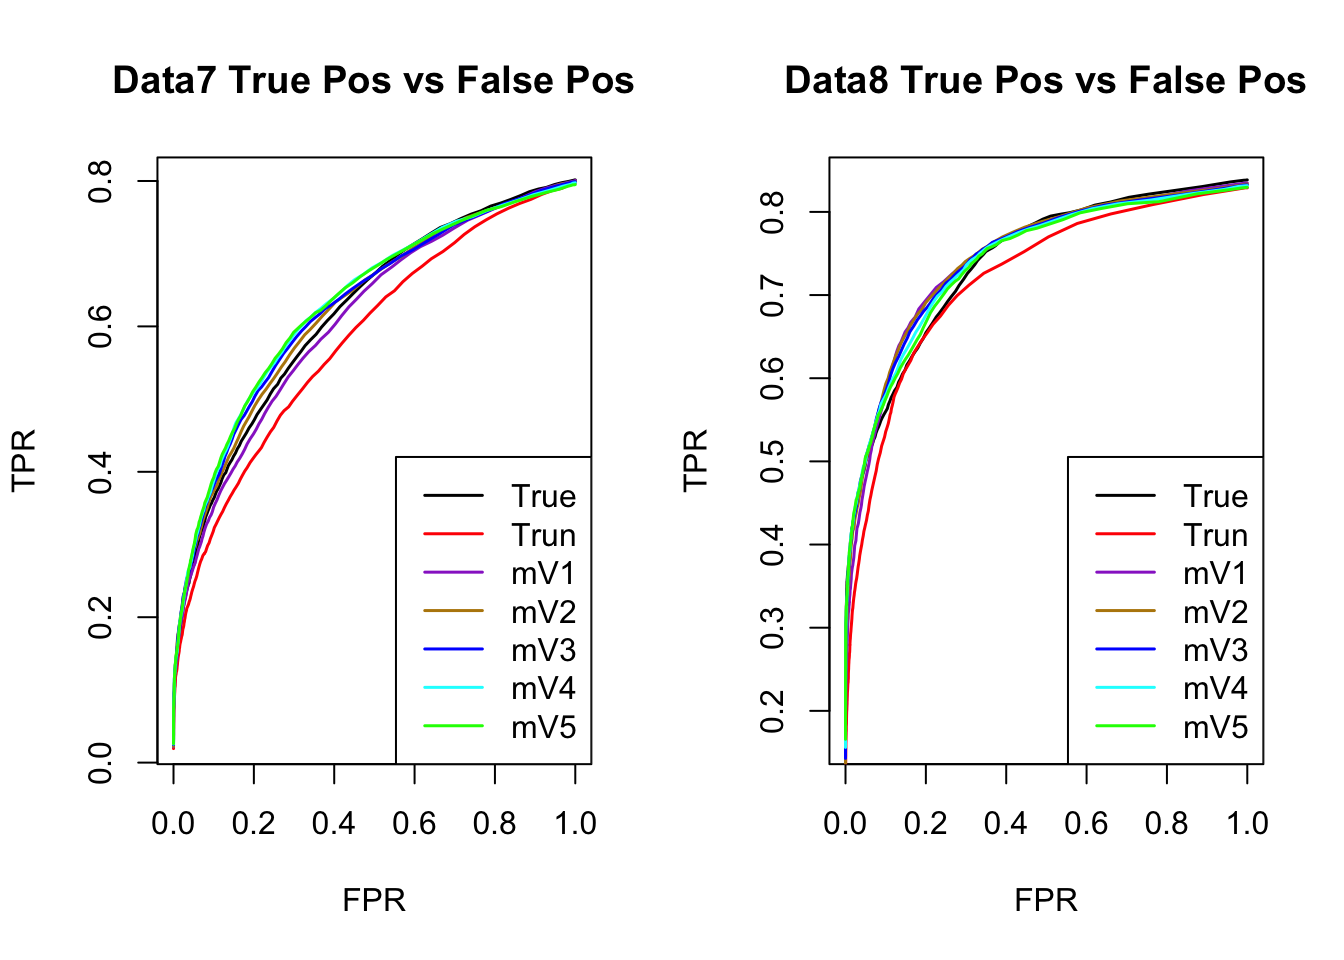 Data7 True Pos vs False Pos
TPR
0.8
0.6
0.4
0.2
0.0
0.0 0.2 0.4 0.6 0.8 1.0
FPR
True
Trun
mV1
mV2
mV3
mV4
mV5
Data8 True Pos vs False Pos
TPR
0.8
0.7
0.6
0.5
0.4
0.3
0.2
0.0 0.2 0.4 0.6 0.8 1.0
FPR
True
Trun
mV1
mV2
mV3
mV4
mV5